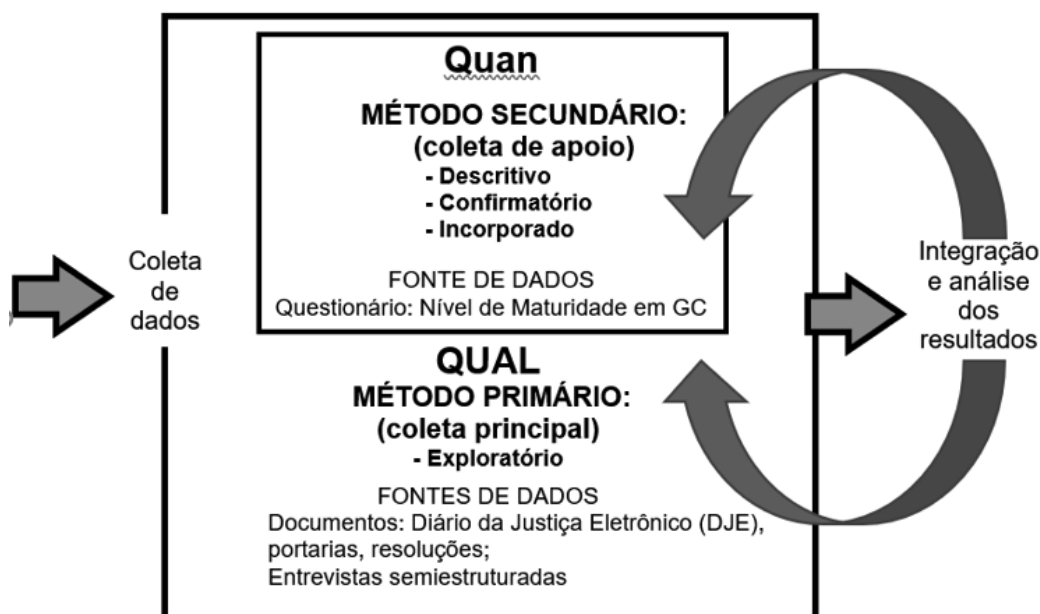 Quan
MÉTODO SECUNDÁRIO:
(coleta de apoio)
- Descritivo
- Confirmatório
- Incorporado
FONTE DE DADOS
Questionário: Nível de Maturidade em GC
Coleta
de
dados
Integração
e análise
dos
resultados
QUAL
MÉTODO PRIMÁRIO:
(coleta principal)
- Exploratório
FONTES DE DADOS
Documentos: Diário da Justiça Eletrônico (DJE),
portarias, resoluções;
Entrevistas semiestruturadas